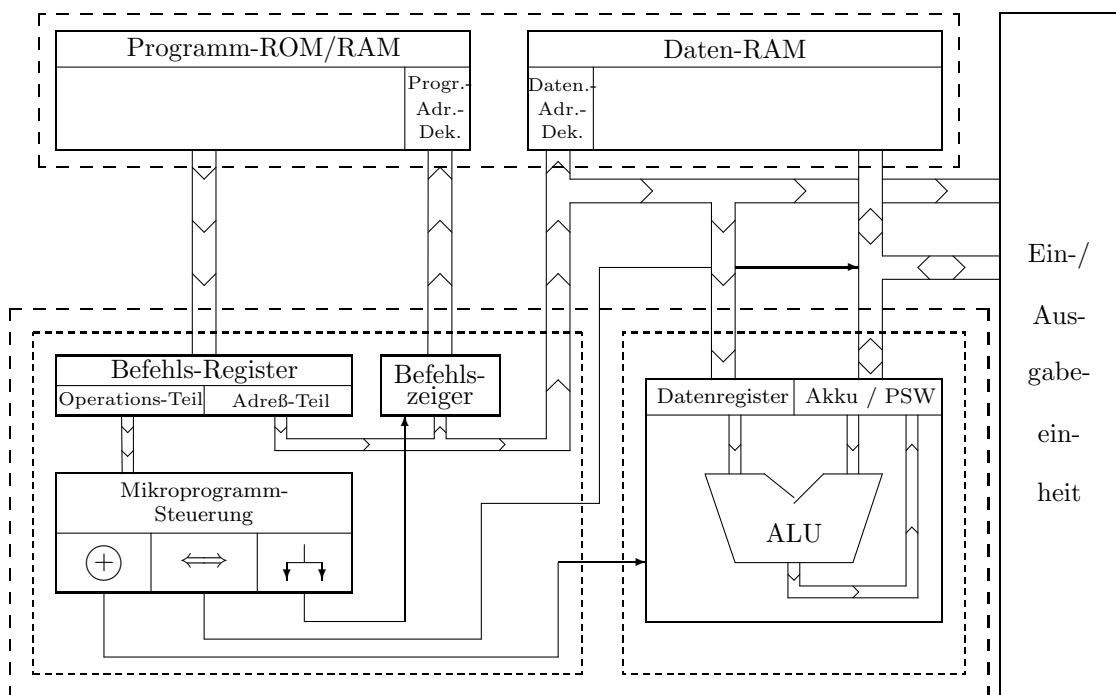 Programm-ROM/RAM
Progr.-
Adr.-
Dek.
Daten-RAM
Daten.-
Adr.-
Dek.
Ein-/
Aus-
gabe-
ein-
heit
Befehls-Register
Operations-Teil
Adreß-Teil
Befehls-
zeiger
Mikroprogramm-
Steuerung
Datenregister
Akku / PSW
ALU